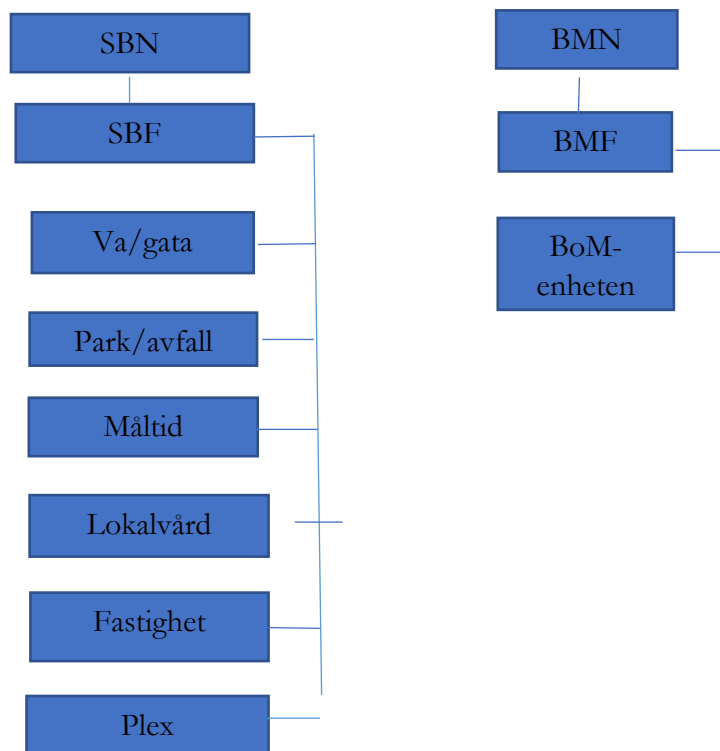 SBN
SBF
Va/gata
Park/avfall
Måltid
Lokalvård
Fastighet
Plex
BMN
BMF
BoM-
enheten